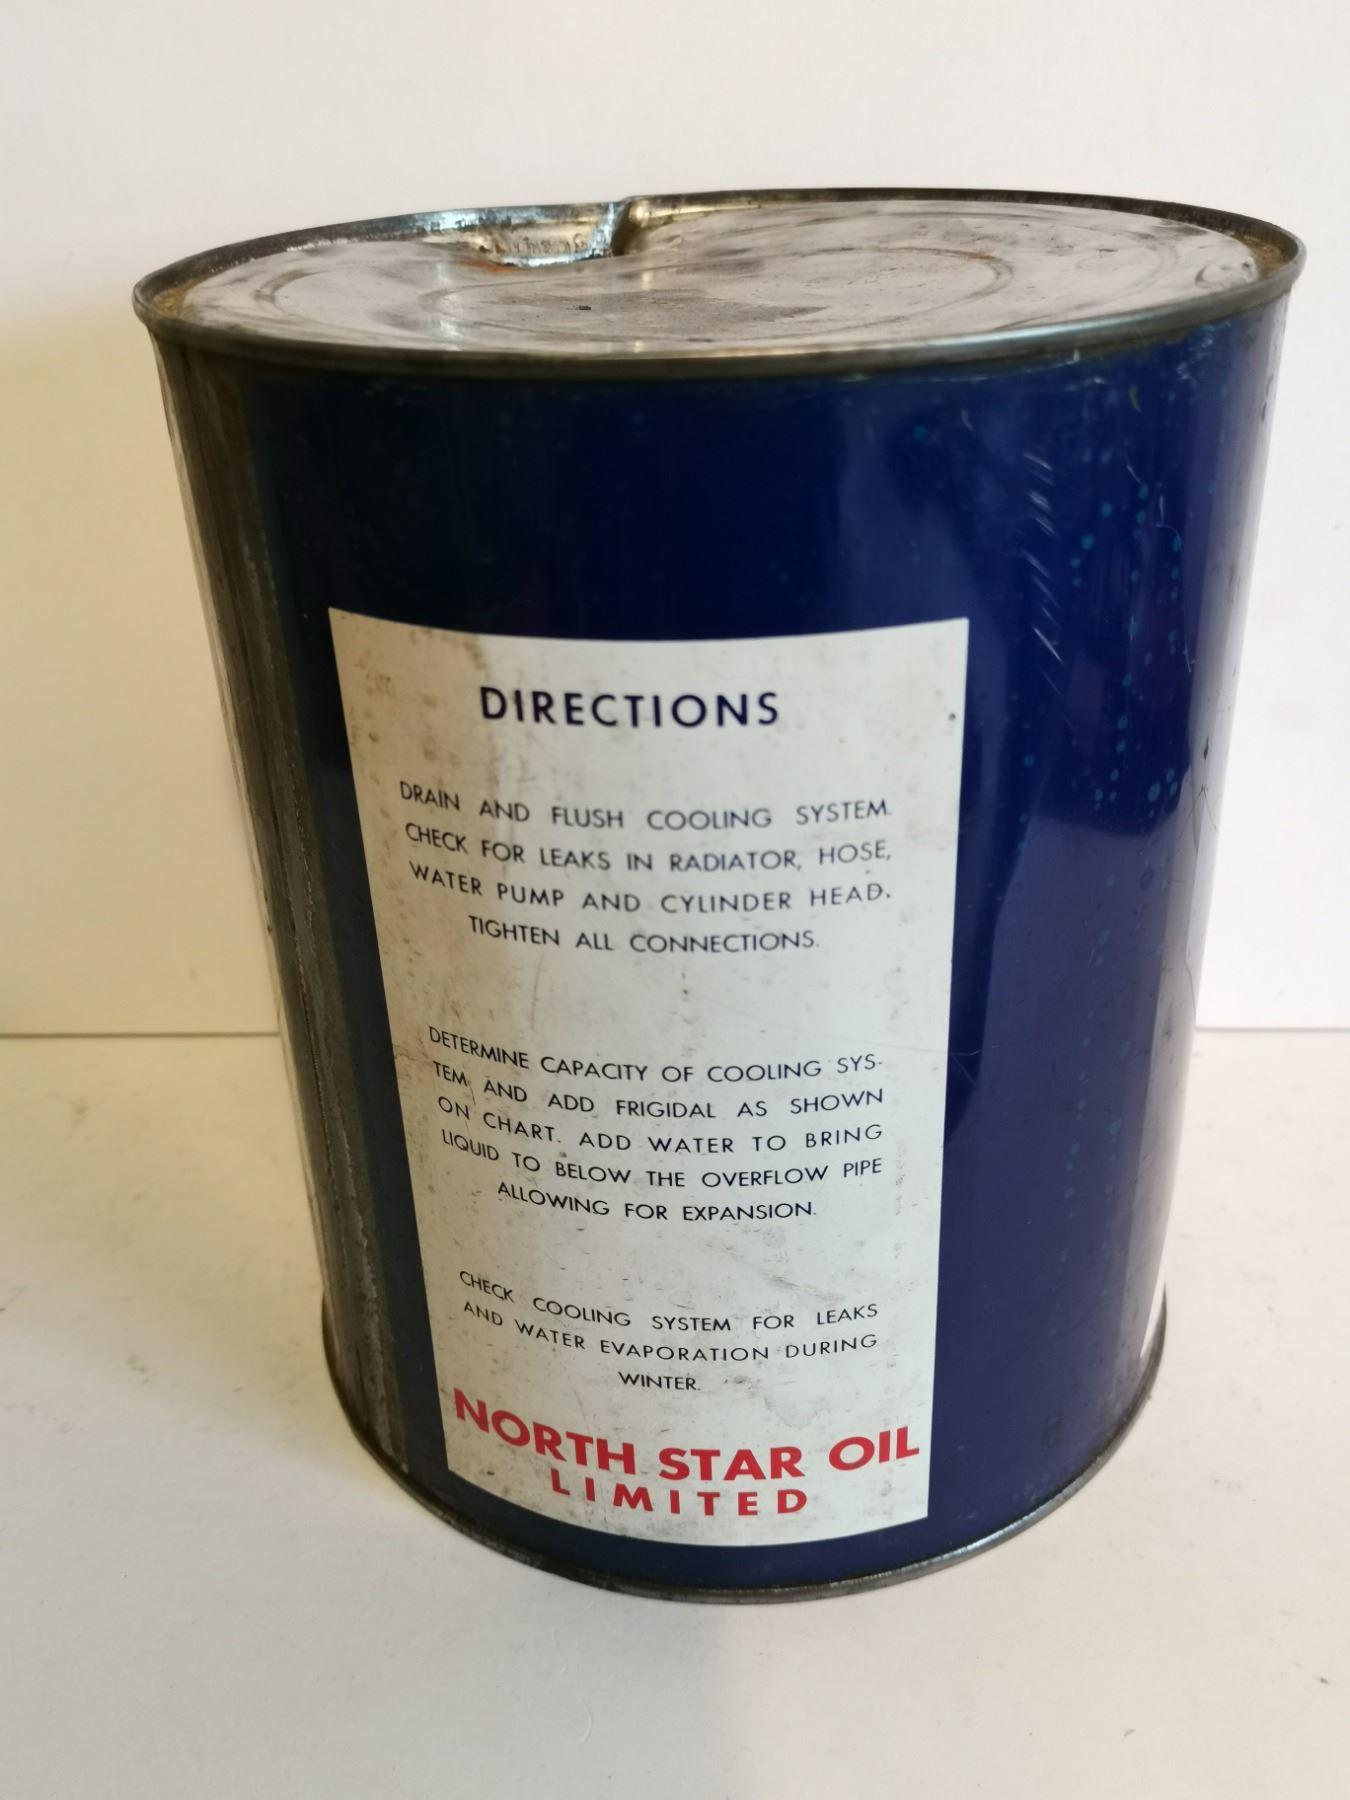 DIRECTIONS
DRAIN AND FLUSH COOLING SYSTEM.
CHECK FOR LEAKS IN RADIATOR, HOSE,
WATER PUMP AND CYLINDER HEAD.
TIGHTEN ALL CONNECTIONS.
DETERMINE CAPACITY OF COOLING SYS-
TEM AND ADD FRIGIDAL AS SHOWN
ON CHART. ADD WATER TO BRING
LIQUID TO BELOW THE OVERFLOW PIPE
ALLOWING FOR EXPANSION.
CHECK COOLING SYSTEM FOR LEAKS
AND WATER EVAPORATION DURING
WINTER.
NORTH STAR OIL
LIMITED